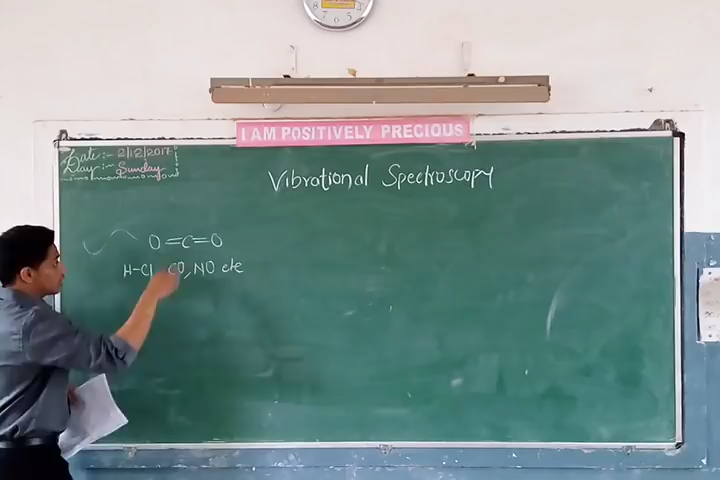 I AM POSITIVELY PRECIOUS
Date:- 2/12/2017
Day:- Sunday
Vibrational Spectroscopy
O=C=O
H-Cl, CO, NO etc